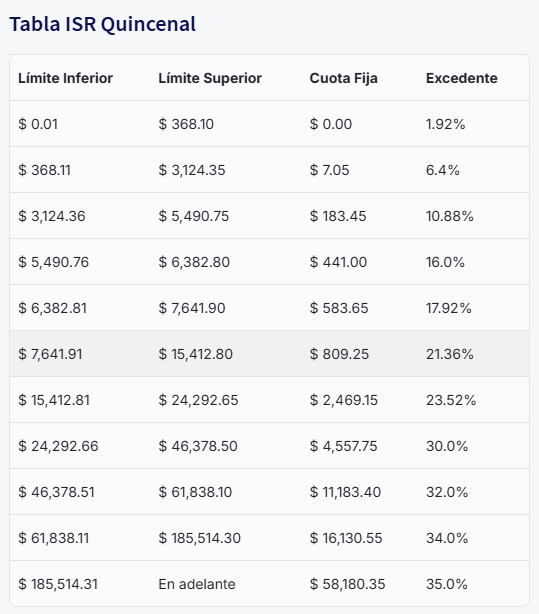 Tabla ISR Quincenal
Límite Inferior Límite Superior Cuota Fija Excedente
$ 0.01 $ 368.10 $ 0.00 1.92%
$ 368.11 $ 3,124.35 $ 7.05 6.4%
$ 3,124.36 $ 5,490.75 $ 183.45 10.88%
$ 5,490.76 $ 6,382.80 $ 441.00 16.0%
$ 6,382.81 $ 7,641.90 $ 583.65 17.92%
$ 7,641.91 $ 15,412.80 $ 809.25 21.36%
$ 15,412.81 $ 24,292.65 $ 2,469.15 23.52%
$ 24,292.66 $ 46,378.50 $ 4,557.75 30.0%
$ 46,378.51 $ 61,838.10 $ 11,183.40 32.0%
$ 61,838.11 $ 185,514.30 $ 16,130.55 34.0%
$ 185,514.31 En adelante $ 58,180.35 35.0%